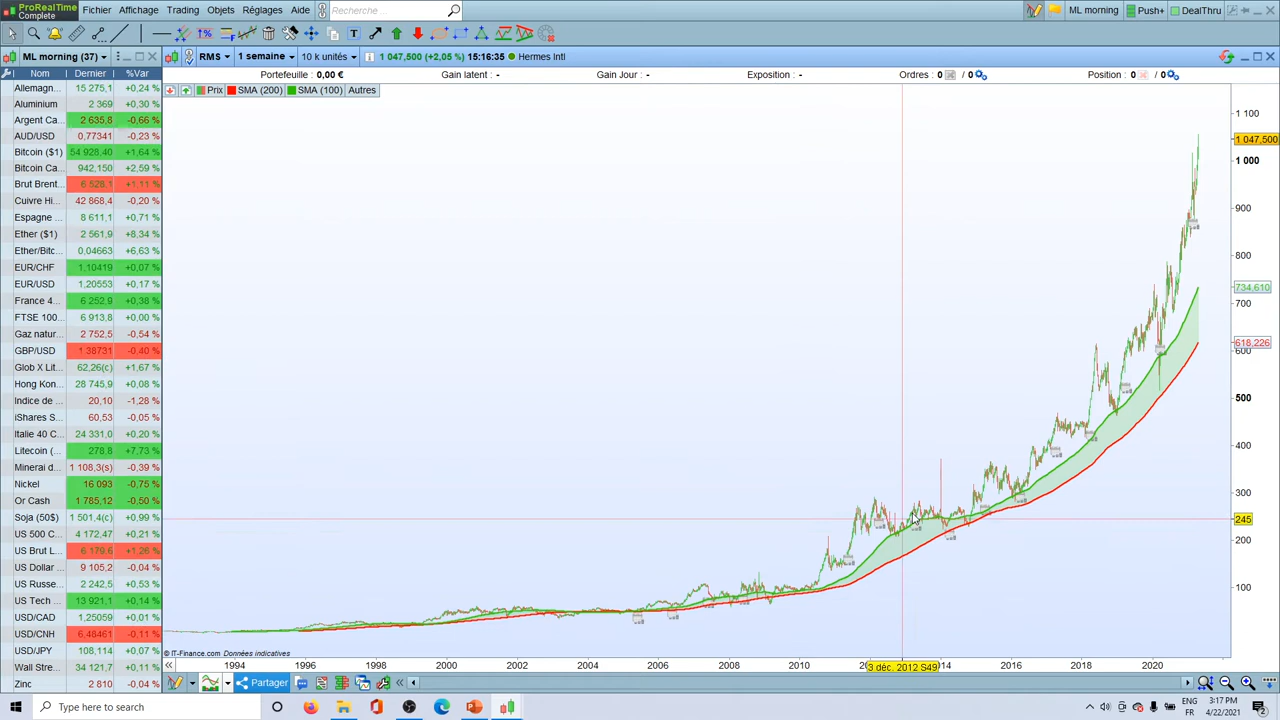 ProRealTime
Complete
Fichier Affichage Trading Objets Réglages Aide Recherche ... ML morning Push+ DealThru
ML morning (37) RMS 1 semaine 10 k unités 1 047,500 (+2,05 %) 15:16:35 Hermes Intl
Nom Dernier %Var
Portefeuille : 0,00 € Gain latent : - Gain Jour : - Exposition : - Ordres : 0 / 0 Position : 0 / 0
Prix SMA (200) SMA (100) Autres
Allemagn... 15 275,1 +0,24 %
Aluminium 2 369 +0,30 %
Argent Ca... 2 635,8 -0,66 %
AUD/USD 0,77341 -0,23 %
Bitcoin ($1) 54 928,40 +1,64 %
Bitcoin Ca... 942,150 +2,59 %
Brut Brent... 6 528,1 +1,11 %
Cuivre Hi... 42 868,4 -0,20 %
Espagne ... 8 611,1 +0,71 %
Ether ($1) 2 561,9 +8,34 %
Ether/Bitc... 0,04663 +6,63 %
EUR/CHF 1,10419 +0,07 %
EUR/USD 1,20553 +0,17 %
France 4... 6 252,9 +0,38 %
FTSE 100... 6 913,8 +0,00 %
Gaz natur... 2 752,5 -0,54 %
GBP/USD 1 38731 -0,40 %
Glob X Lit... 62,26(c) +1,67 %
Hong Kon... 28 745,9 +0,08 %
Indice de ... 20,10 -1,28 %
iShares S... 60,53 -0,05 %
Italie 40 C... 24 331,0 +0,20 %
Litecoin (... 278,8 +7,73 %
Minerai d... 1 108,3(s) -0,39 %
Nickel 16 093 -0,75 %
Or Cash 1 785,12 -0,50 %
Soja (50$) 1 501,4(c) +0,99 %
US 500 C... 4 172,47 +0,21 %
US Brut L... 6 179,6 +1,26 %
US Dollar ... 9 105,2 -0,04 %
US Russe... 2 242,5 +0,53 %
US Tech ... 13 921,1 +0,14 %
USD/CAD 1,25059 +0,01 %
USD/CNH 6,48461 -0,11 %
USD/JPY 108,114 +0,07 %
Wall Stre... 34 121,7 +0,11 %
Zinc 2 810 -0,04 %
1 100
1 047,500
1 000
900
800
734,610
700
618,226
600
500
400
300
245
200
100
© IT-Finance.com Données indicatives
1994 1996 1998 2000 2002 2004 2006 2008 2010 3 déc. 2012 S49 14 2016 2018 2020
Partager
Type here to search
ENG
FR
3:17 PM
4/22/2021
2